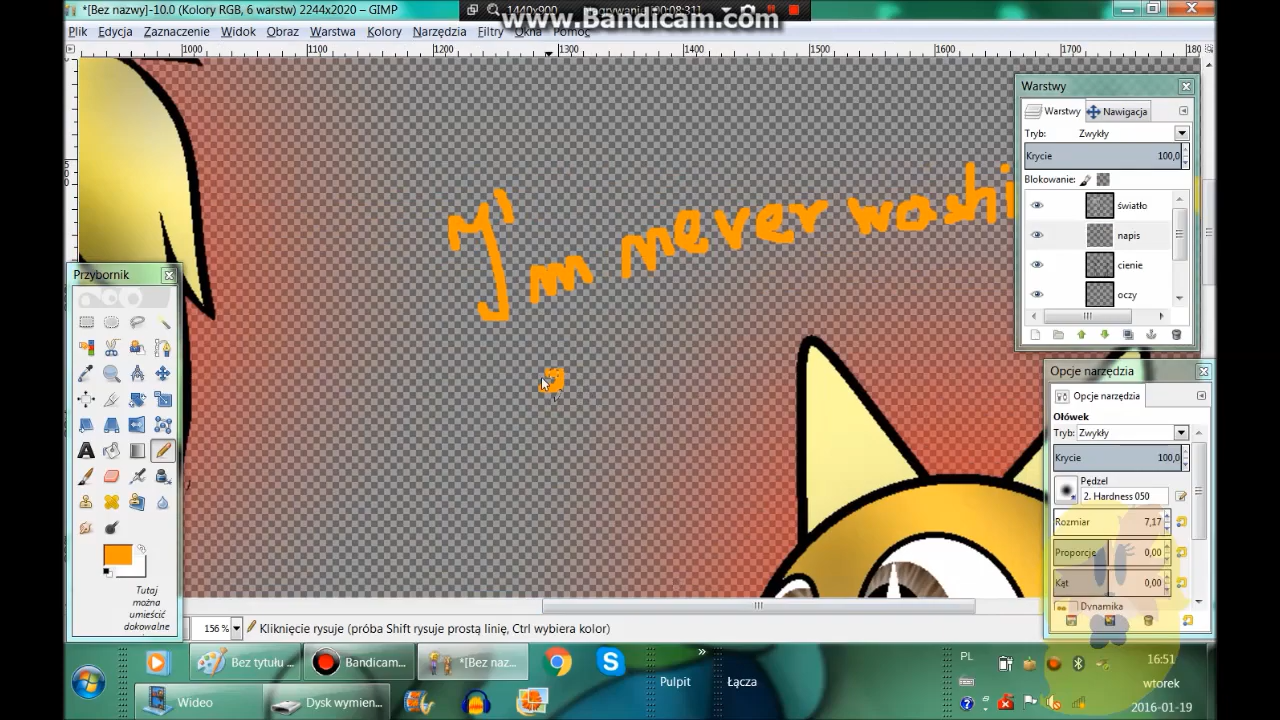 *[Bez nazwy]-10.0 (Kolory RGB, 6 warstw) 2244x2020 – GIMP
1440x900
www.Bandicam.com
Plik Edycja Zaznaczenie Widok Obraz Warstwa Kolory Narzędzia Filtry Okna Pomoc
1000 1100 1200 1300 1400 1500 1600 1700 180
Warstwy
Warstwy Nawigacja
Tryb: Zwykły
Krycie 100,0
Blokowanie:
światło
napis
cienie
oczy
I'm never washi
Przybornik
Tutaj
można
umieścić
dokowalne
Opcje narzędzia
Opcje narzędzia
Ołówek
Tryb: Zwykły
Krycie 100,0
Pędzel
2. Hardness 050
Rozmiar 7,17
Proporcje 0,00
Kąt 0,00
Dynamika
156 % Kliknięcie rysuje (próba Shift rysuje prostą linię, Ctrl wybiera kolor)
Bez tytułu ... Bandicam... *[Bez naz... » PL 16:51
Pulpit Łącza wtorek
Wideo Dysk wymien... 2016-01-19